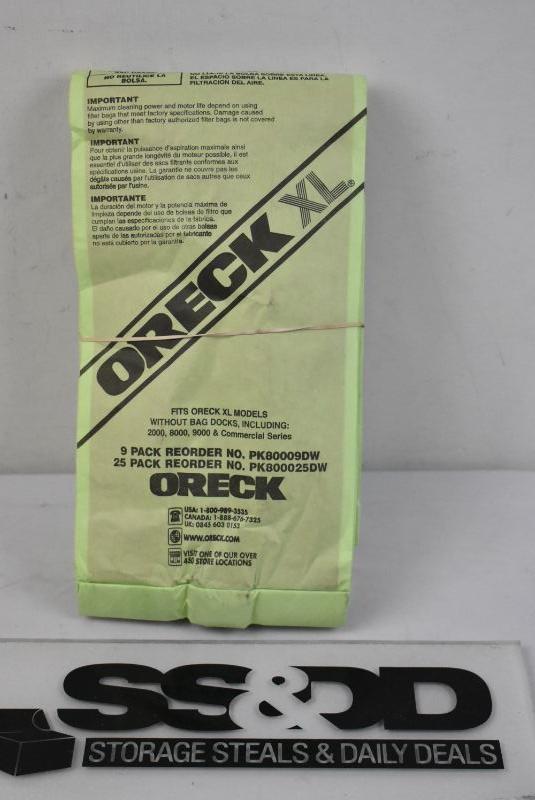 NO REUTILICE LA
BOLSA.
EL ESPACIO SOBRE LA LINEA ES PARA LA
FILTRACION DEL AIRE.
IMPORTANT
Maximum cleaning power and motor life depend on using
filter bags that meet factory specifications. Damage caused
by using other than factory authorized filter bags is not covered
by warranty.
IMPORTANT
Pour obtenir la puissance d'aspiration maximale ainsi
que la plus grande longévité du moteur possible, il est
essentiel d'utiliser des sacs filtrants conformes aux
spécifications usine. La garantie ne couvre pas les
dégâts causés par l'utilisation de sacs autres que ceux
autorisés par l'usine.
IMPORTANTE
La duración del motor y la potencia máxima de
limpieza depende del uso de bolsas de filtro que
cumplan las especificaciones de la fábrica.
El daño causado por el uso de otras bolsas
aparte de las autorizadas por el fabricante
no está cubierto por la garantía.
ORECK XL®
FITS ORECK XL MODELS
WITHOUT BAG DOCKS, INCLUDING:
2000, 8000, 9000 & Commercial Series
9 PACK REORDER NO. PK80009DW
25 PACK REORDER NO. PK800025DW
ORECK
USA: 1-800-989-3535
CANADA: 1-888-676-7325
UK: 0845 603 0153
WWW.ORECK.COM
VISIT ONE OF OUR OVER
450 STORE LOCATIONS
SS&DD
STORAGE STEALS & DAILY DEALS